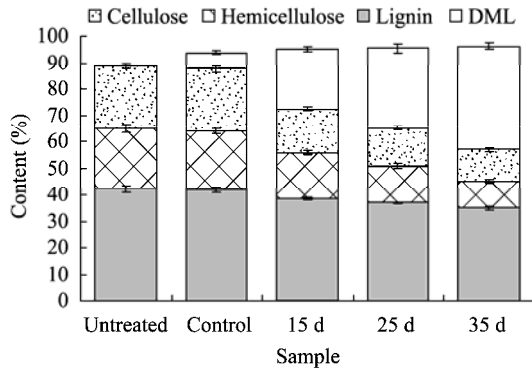 Cellulose Hemicellulose Lignin DML
100
90
80
70
60
50
40
30
20
10
0
Content (%)
Untreated Control 15 d 25 d 35 d
Sample